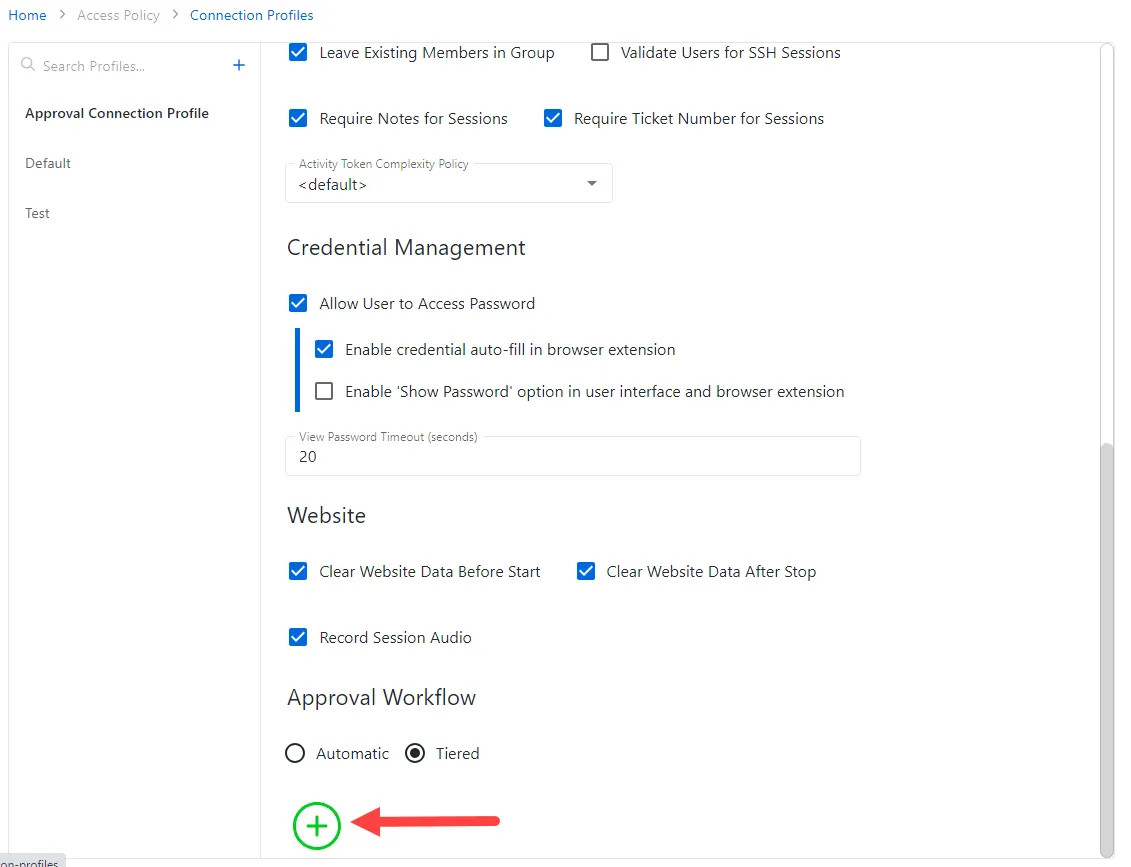 Home > Access Policy > Connection Profiles
Search Profiles...
Approval Connection Profile
Default
Test
Leave Existing Members in Group
Validate Users for SSH Sessions
Require Notes for Sessions
Require Ticket Number for Sessions
Activity Token Complexity Policy
<default>
Credential Management
Allow User to Access Password
Enable credential auto-fill in browser extension
Enable 'Show Password' option in user interface and browser extension
View Password Timeout (seconds)
20
Website
Clear Website Data Before Start
Clear Website Data After Stop
Record Session Audio
Approval Workflow
Automatic
Tiered
on-profiles